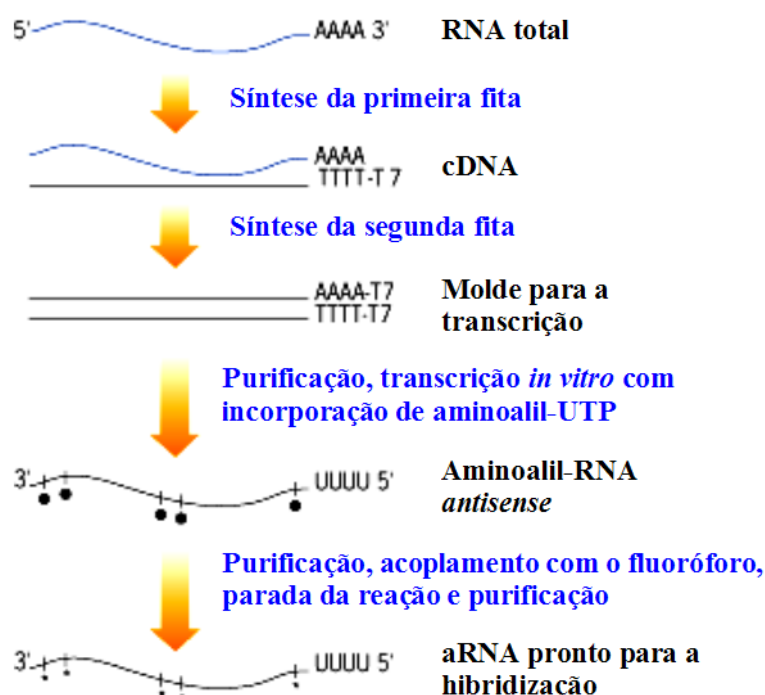 5' AAAA 3' RNA total
Síntese da primeira fita
AAAA
TTTT-T 7 cDNA
Síntese da segunda fita
AAAA-T7 Molde para a
TTTT-T7 transcrição
Purificação, transcrição in vitro com
incorporação de aminoalil-UTP
3' UUUU 5' Aminoalil-RNA
antisense
Purificação, acoplamento com o fluoróforo,
parada da reação e purificação
3' UUUU 5' aRNA pronto para a
hibridização